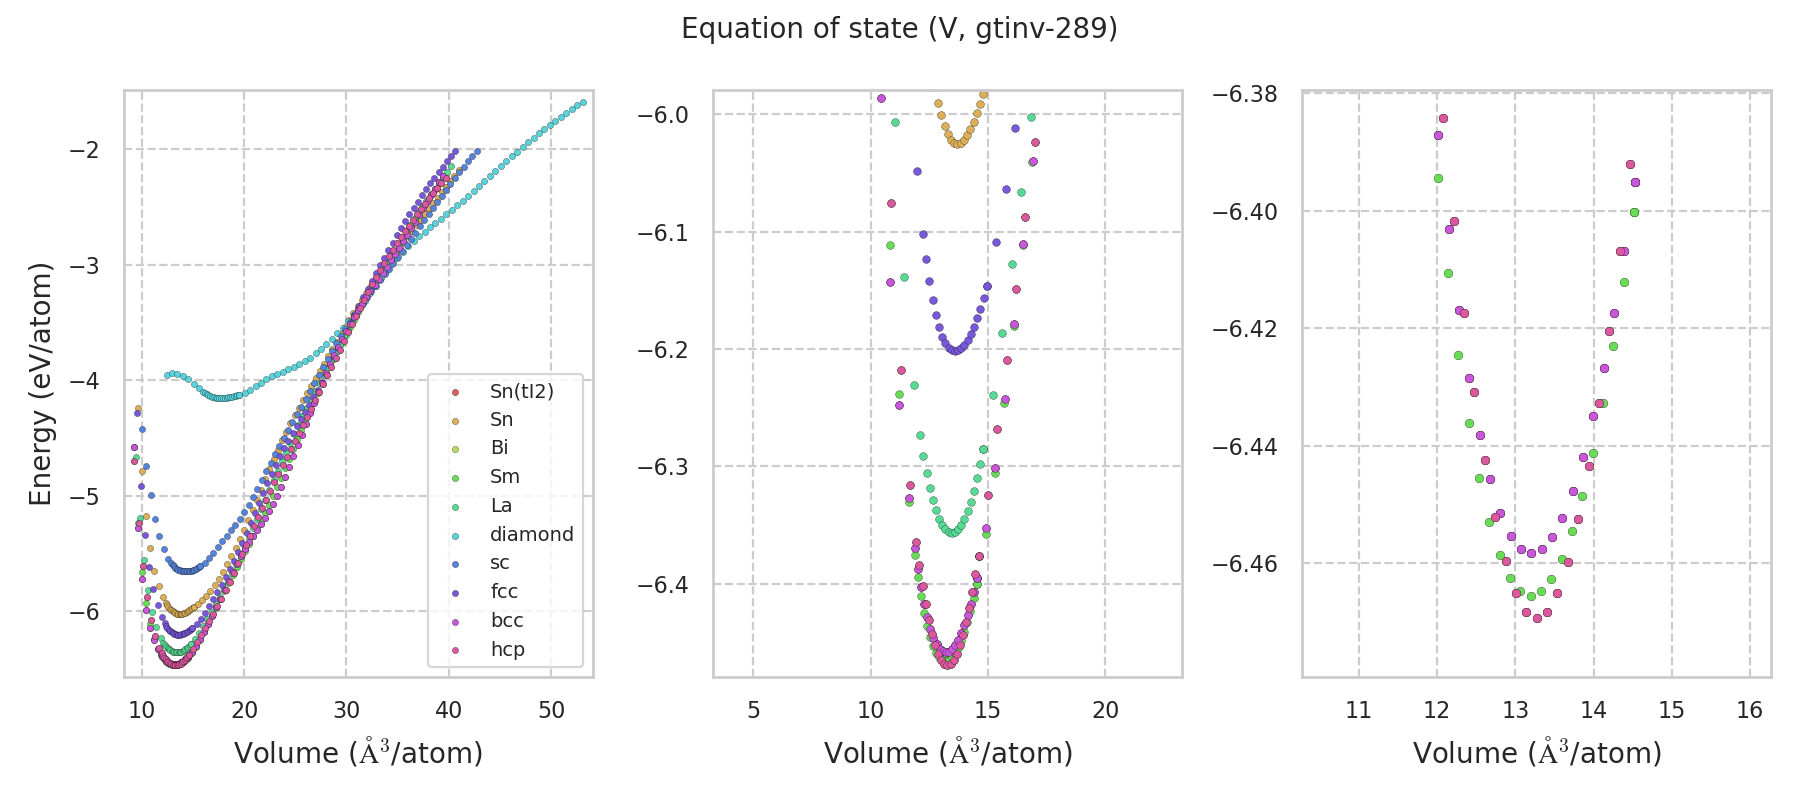 Equation of state (V, gtinv-289)
Energy (eV/atom)
−2
−3
−4
−5
−6
10 20 30 40 50
Volume (Å³/atom)
Sn(tI2)
Sn
Bi
Sm
La
diamond
sc
fcc
bcc
hcp
−6.0
−6.1
−6.2
−6.3
−6.4
5 10 15 20
Volume (Å³/atom)
−6.38
−6.40
−6.42
−6.44
−6.46
11 12 13 14 15 16
Volume (Å³/atom)